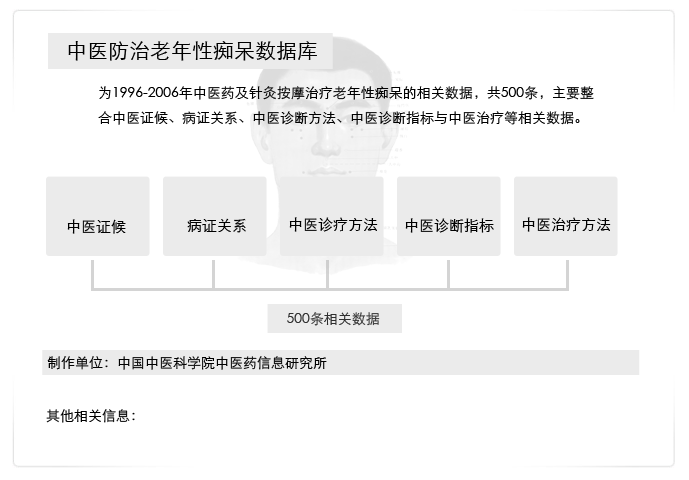 中医防治老年性痴呆数据库
为1996-2006年中医药及针灸按摩治疗老年性痴呆的相关数据，共500条，主要整
合中医证候、病证关系、中医诊断方法、中医诊断指标与中医治疗等相关数据。
中医证候 病证关系 中医诊疗方法 中医诊断指标 中医治疗方法
500条相关数据
制作单位：中国中医科学院中医药信息研究所
其他相关信息：